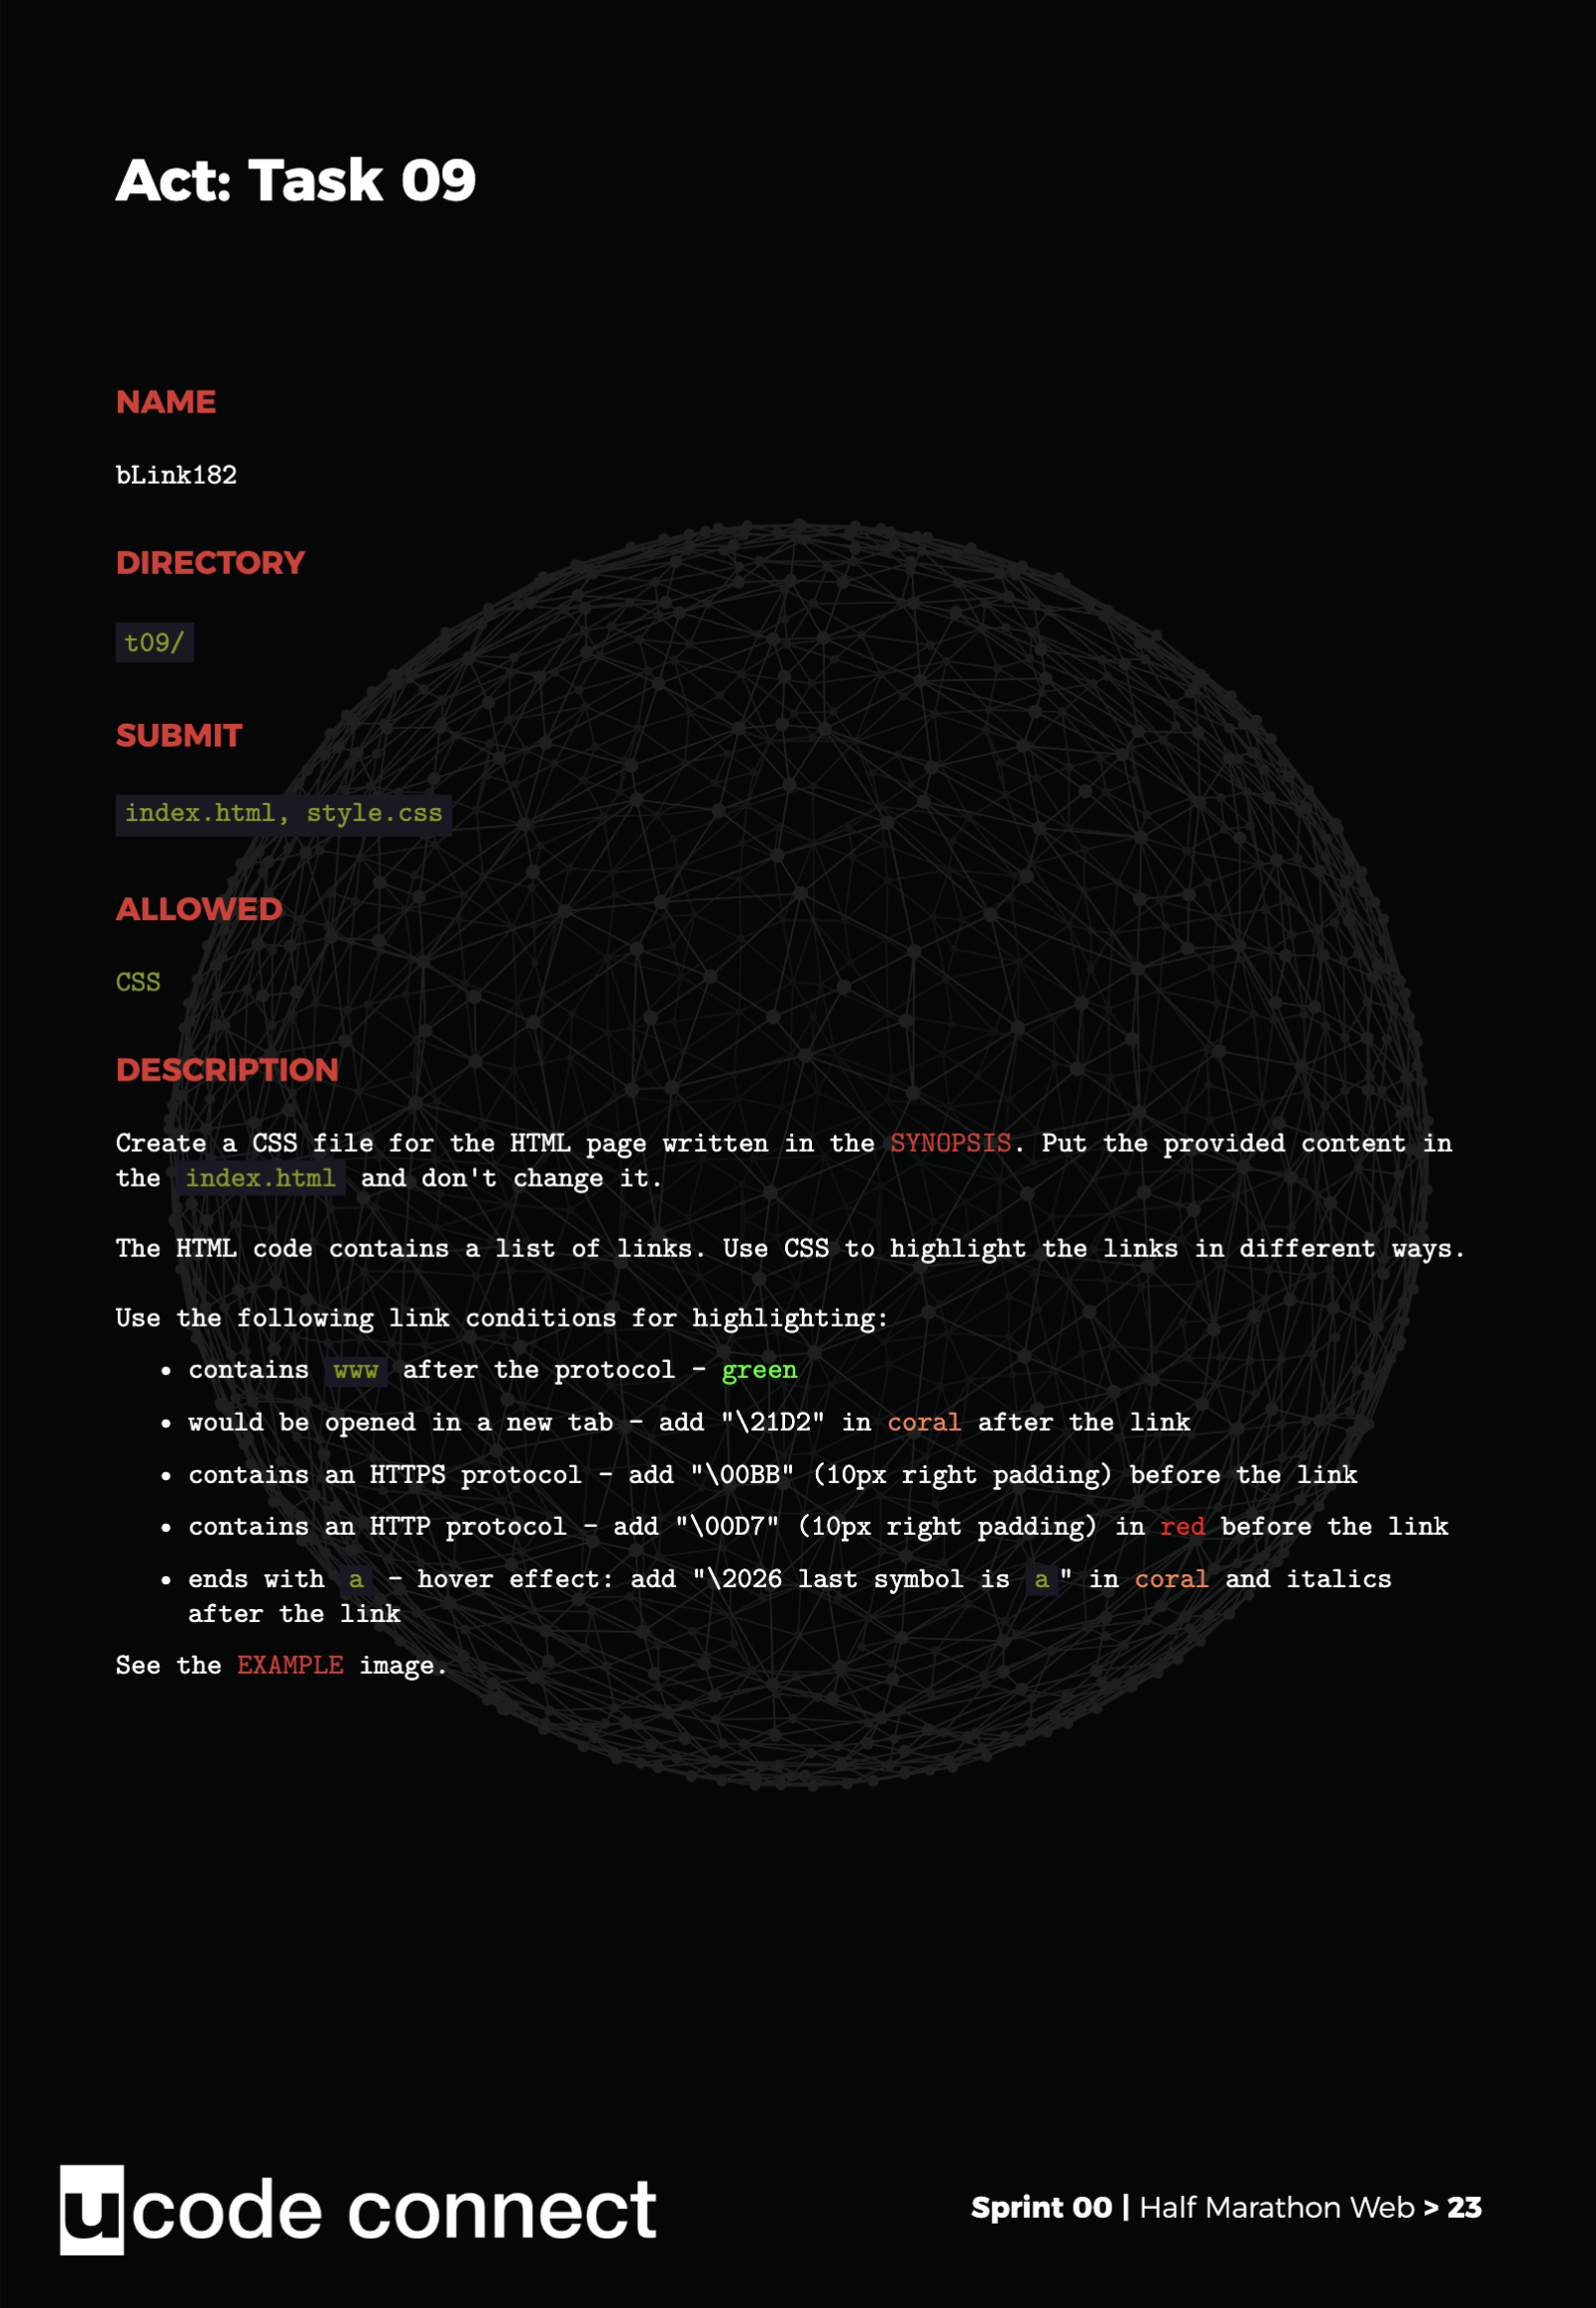 Act: Task 09
NAME
bLink182
DIRECTORY
t09/
SUBMIT
index.html, style.css
ALLOWED
CSS
DESCRIPTION
Create a CSS file for the HTML page written in the SYNOPSIS. Put the provided content in
the index.html and don't change it.
The HTML code contains a list of links. Use CSS to highlight the links in different ways.
Use the following link conditions for highlighting:
• contains www after the protocol - green
• would be opened in a new tab - add "\21D2" in coral after the link
• contains an HTTPS protocol - add "\00BB" (10px right padding) before the link
• contains an HTTP protocol - add "\00D7" (10px right padding) in red before the link
• ends with a - hover effect: add "\2026 last symbol is a" in coral and italics
after the link
See the EXAMPLE image.
ucode connect
Sprint 00 | Half Marathon Web > 23